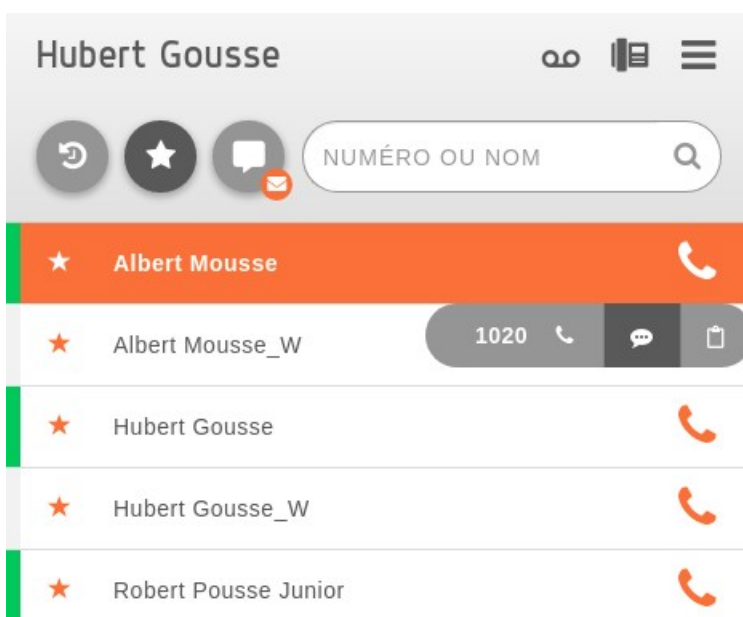 Hubert Gousse
NUMÉRO OU NOM
Albert Mousse
1020
Albert Mousse_W
Hubert Gousse
Hubert Gousse_W
Robert Pousse Junior